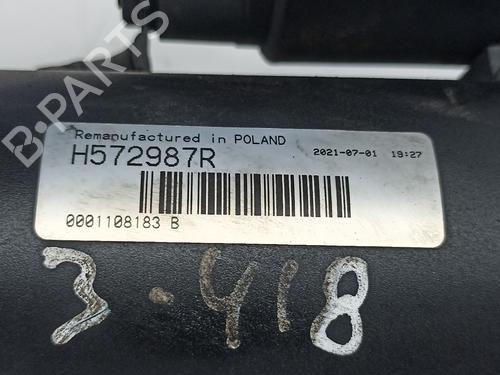 B-PARTS
Remanufactured in POLAND
H572987R 2021-07-01 19:27
0001108183 B
3-418